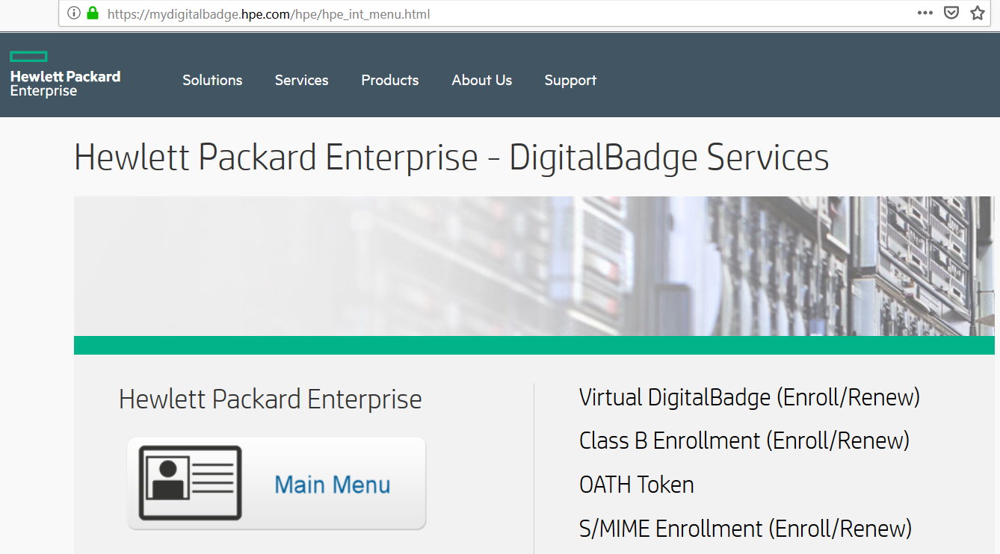 https://mydigitalbadge.hpe.com/hpe/hpe_int_menu.html
Hewlett Packard
Enterprise
Solutions Services Products About Us Support
Hewlett Packard Enterprise - DigitalBadge Services
Hewlett Packard Enterprise
Main Menu
Virtual DigitalBadge (Enroll/Renew)
Class B Enrollment (Enroll/Renew)
OATH Token
S/MIME Enrollment (Enroll/Renew)